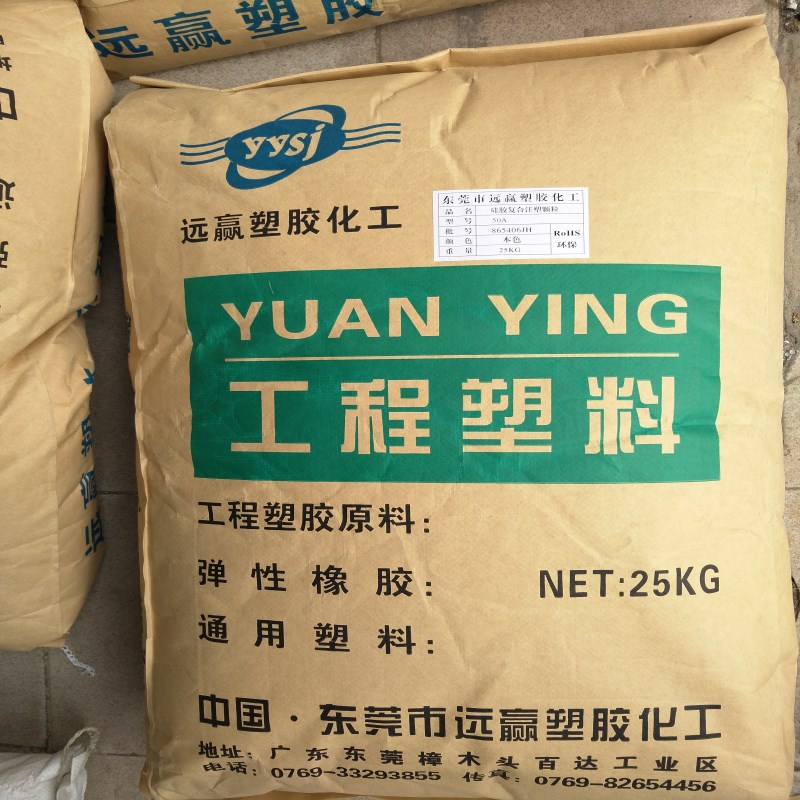 远赢塑胶
yysj
远赢塑胶化工
东莞市远赢塑胶化工
品名 硅胶复合注塑颗粒
型号 50A
批号 865406JH
颜色 本色
重量 25KG
RoHS
环保
YUAN YING
工程塑料
工程塑胶原料:
弹性橡胶:
NET:25KG
通用塑料:
中国·东莞市远赢塑胶化工
地址:广东东莞樟木头百达工业区
电话:0769-33293855 传真:0769-82654456